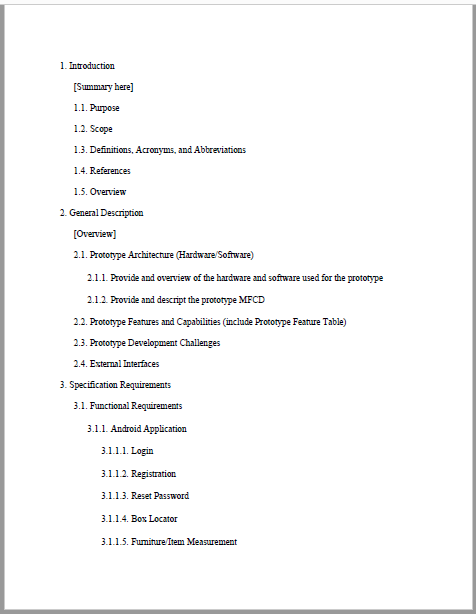 1. Introduction
[Summary here]
1.1. Purpose
1.2. Scope
1.3. Definitions, Acronyms, and Abbreviations
1.4. References
1.5. Overview
2. General Description
[Overview]
2.1. Prototype Architecture (Hardware/Software)
2.1.1. Provide and overview of the hardware and software used for the prototype
2.1.2. Provide and descript the prototype MFCD
2.2. Prototype Features and Capabilities (include Prototype Feature Table)
2.3. Prototype Development Challenges
2.4. External Interfaces
3. Specification Requirements
3.1. Functional Requirements
3.1.1. Android Application
3.1.1.1. Login
3.1.1.2. Registration
3.1.1.3. Reset Password
3.1.1.4. Box Locator
3.1.1.5. Furniture/Item Measurement